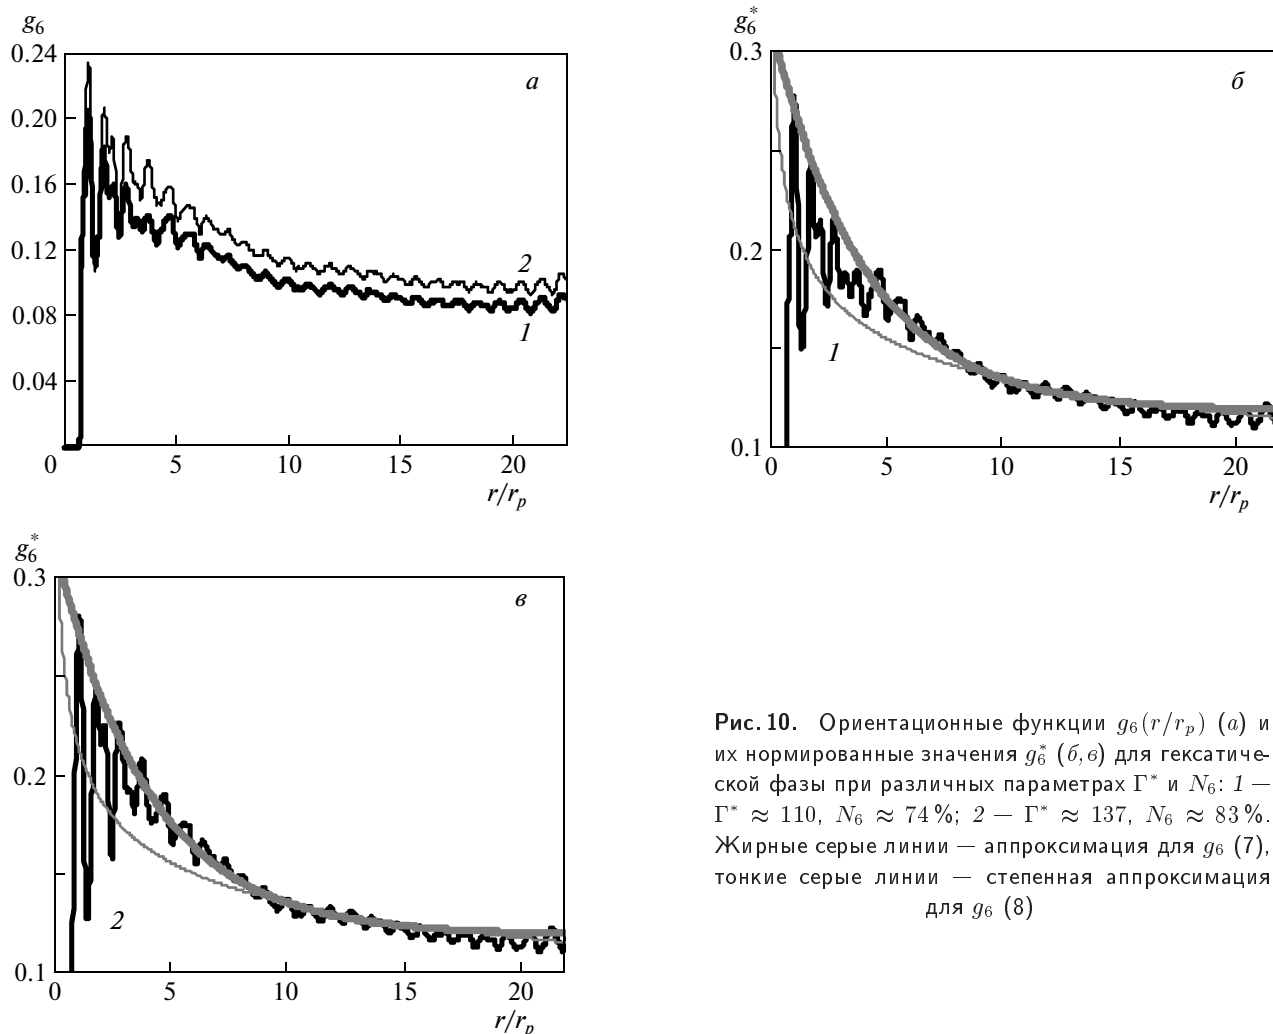 g6
0.24
0.20
0.16
0.12
0.08
0.04
0
5
10
15
20
r/rp
а
2
1
g6*
0.3
0.2
0.1
0
5
10
15
20
r/rp
б
1
g6*
0.3
0.2
0.1
0
5
10
15
20
r/rp
в
2
Рис. 10. Ориентационные функции g6(r/rp) (а) и
их нормированные значения g6* (б, в) для гексатиче-
ской фазы при различных параметрах Γ* и N6: 1 —
Γ* ≈ 110, N6 ≈ 74 %; 2 — Γ* ≈ 137, N6 ≈ 83 %.
Жирные серые линии — аппроксимация для g6 (7),
тонкие серые линии — степенная аппроксимация
для g6 (8)